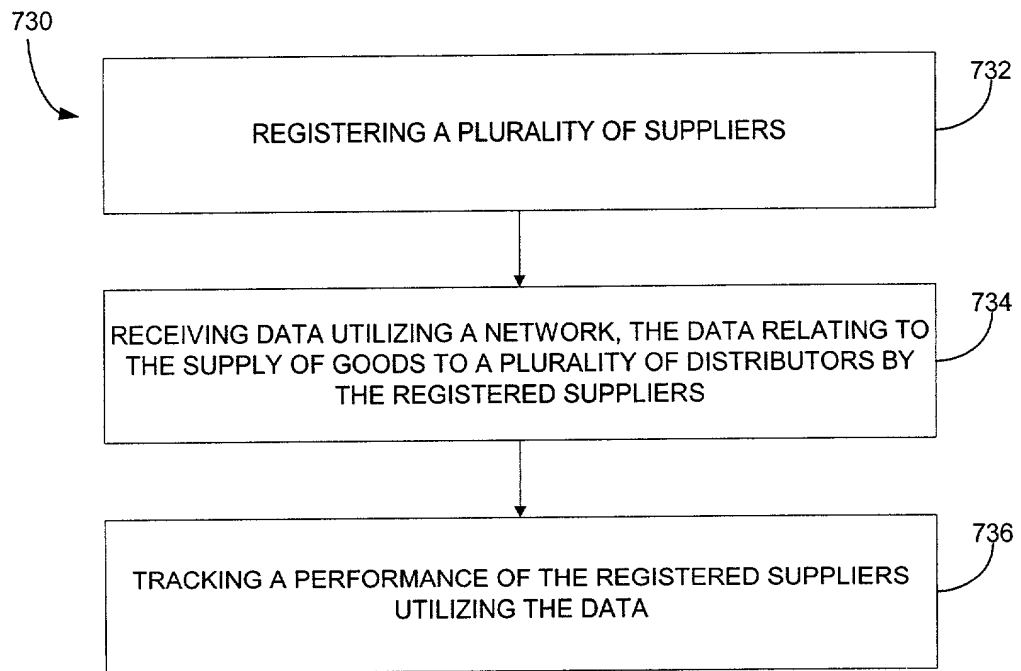 730
732
REGISTERING A PLURALITY OF SUPPLIERS
734
RECEIVING DATA UTILIZING A NETWORK, THE DATA RELATING TO
THE SUPPLY OF GOODS TO A PLURALITY OF DISTRIBUTORS BY
THE REGISTERED SUPPLIERS
736
TRACKING A PERFORMANCE OF THE REGISTERED SUPPLIERS
UTILIZING THE DATA